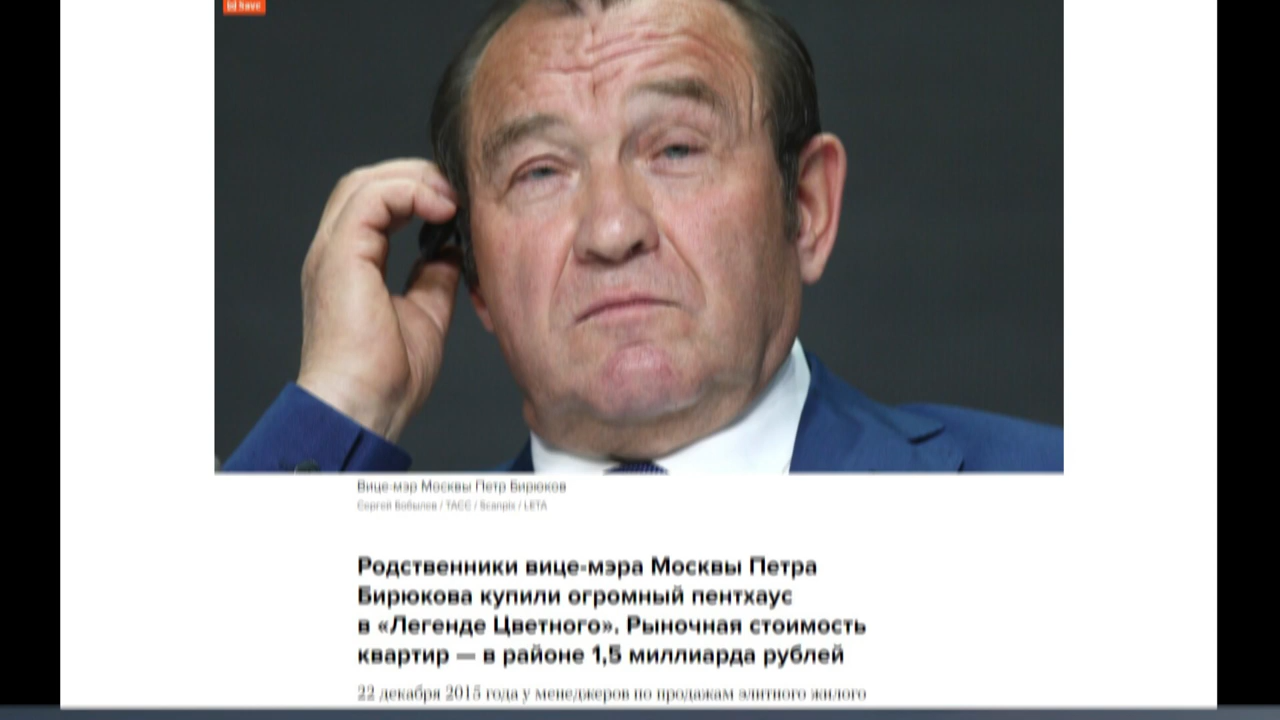 save
Вице-мэр Москвы Петр Бирюков
Сергей Бобылев / ТАСС / Scanpix / LETA
Родственники вице-мэра Москвы Петра
Бирюкова купили огромный пентхаус
в «Легенде Цветного». Рыночная стоимость
квартир — в районе 1,5 миллиарда рублей
22 декабря 2015 года у менеджеров по продажам элитного жилого